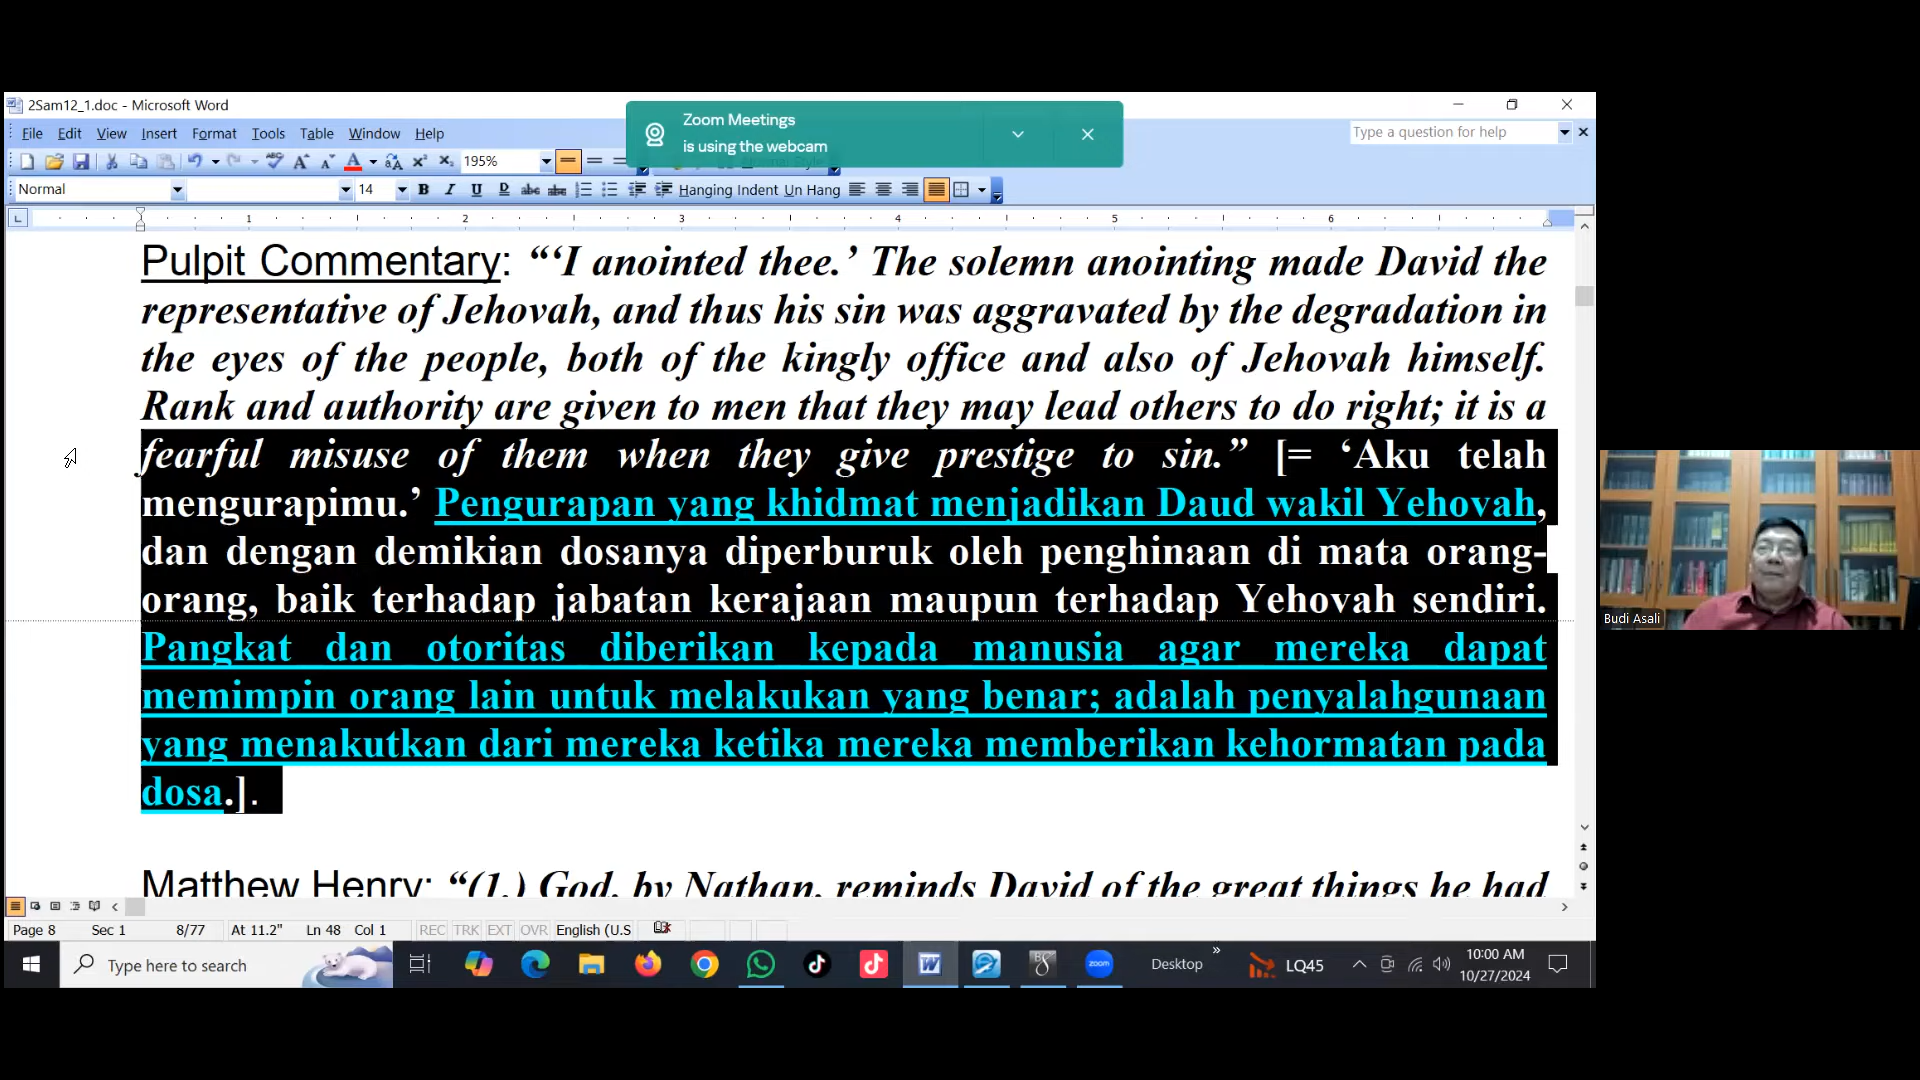 2Sam12_1.doc - Microsoft Word
Zoom Meetings
is using the webcam
File Edit View Insert Format Tools Table Window Help
Type a question for help
195%
Normal 14 B I U Hanging Indent Un Hang
1 2 3 4 5 6
Pulpit Commentary: “‘I anointed thee.’ The solemn anointing made David the
representative of Jehovah, and thus his sin was aggravated by the degradation in
the eyes of the people, both of the kingly office and also of Jehovah himself.
Rank and authority are given to men that they may lead others to do right; it is a
fearful misuse of them when they give prestige to sin.” [= ‘Aku telah
mengurapimu.’ Pengurapan yang khidmat menjadikan Daud wakil Yehovah,
dan dengan demikian dosanya diperburuk oleh penghinaan di mata orang-
orang, baik terhadap jabatan kerajaan maupun terhadap Yehovah sendiri.
Pangkat dan otoritas diberikan kepada manusia agar mereka dapat
memimpin orang lain untuk melakukan yang benar; adalah penyalahgunaan
yang menakutkan dari mereka ketika mereka memberikan kehormatan pada
dosa.].
Matthew Henry: “(1.) God, by Nathan, reminds David of the great things he had
Budi Asali
Page 8 Sec 1 8/77 At 11.2" Ln 48 Col 1 REC TRK EXT OVR English (U.S
Type here to search
zoom
Desktop
LQ45
10:00 AM
10/27/2024